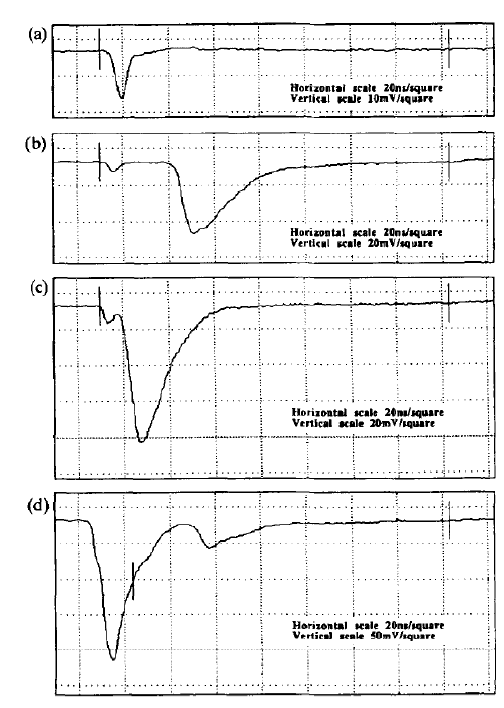 (a)
Horizontal scale 20ns/square
Vertical scale 10mV/square
(b)
Horizontal scale 20ns/square
Vertical scale 20mV/square
(c)
Horizontal scale 20ns/square
Vertical scale 20mV/square
(d)
Horizontal scale 20ns/square
Vertical scale 50mV/square